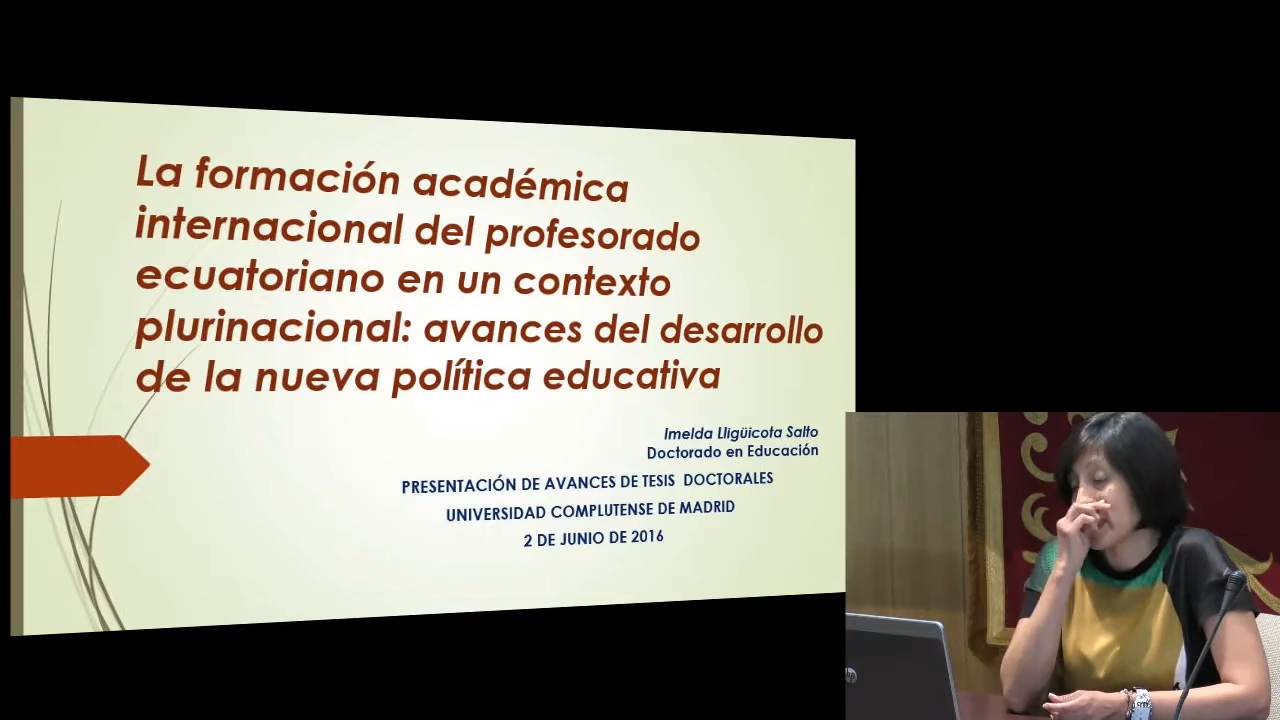 La formación académica
internacional del profesorado
ecuatoriano en un contexto
plurinacional: avances del desarrollo
de la nueva política educativa
Imelda Lligüicota Salto
Doctorado en Educación
PRESENTACIÓN DE AVANCES DE TESIS DOCTORALES
UNIVERSIDAD COMPLUTENSE DE MADRID
2 DE JUNIO DE 2016
hp